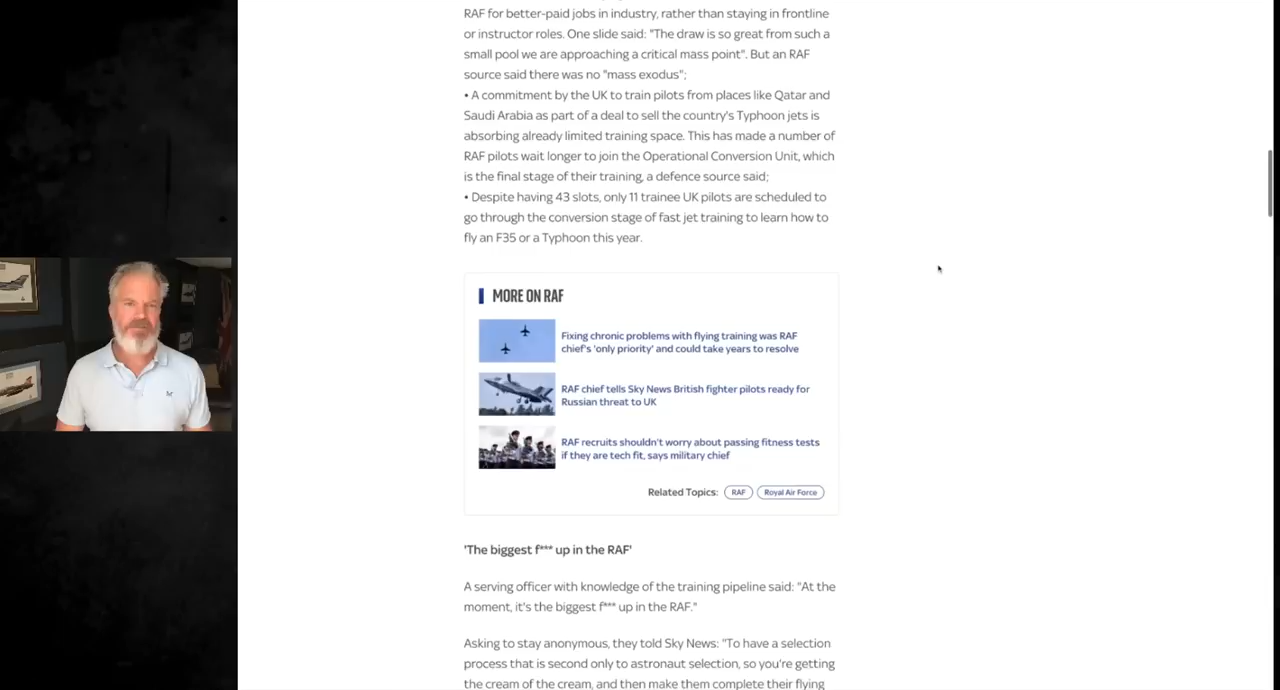 RAF for better-paid jobs in industry, rather than staying in frontline
or instructor roles. One slide said: "The draw is so great from such a
small pool we are approaching a critical mass point". But an RAF
source said there was no "mass exodus";
• A commitment by the UK to train pilots from places like Qatar and
Saudi Arabia as part of a deal to sell the country's Typhoon jets is
absorbing already limited training space. This has made a number of
RAF pilots wait longer to join the Operational Conversion Unit, which
is the final stage of their training, a defence source said;
• Despite having 43 slots, only 11 trainee UK pilots are scheduled to
go through the conversion stage of fast jet training to learn how to
fly an F35 or a Typhoon this year.
MORE ON RAF
Fixing chronic problems with flying training was RAF
chief's 'only priority' and could take years to resolve
RAF chief tells Sky News British fighter pilots ready for
Russian threat to UK
RAF recruits shouldn't worry about passing fitness tests
if they are tech fit, says military chief
Related Topics: RAF Royal Air Force
'The biggest f*** up in the RAF'
A serving officer with knowledge of the training pipeline said: "At the
moment, it's the biggest f*** up in the RAF."
Asking to stay anonymous, they told Sky News: "To have a selection
process that is second only to astronaut selection, so you're getting
the cream of the cream, and then make them complete their flying